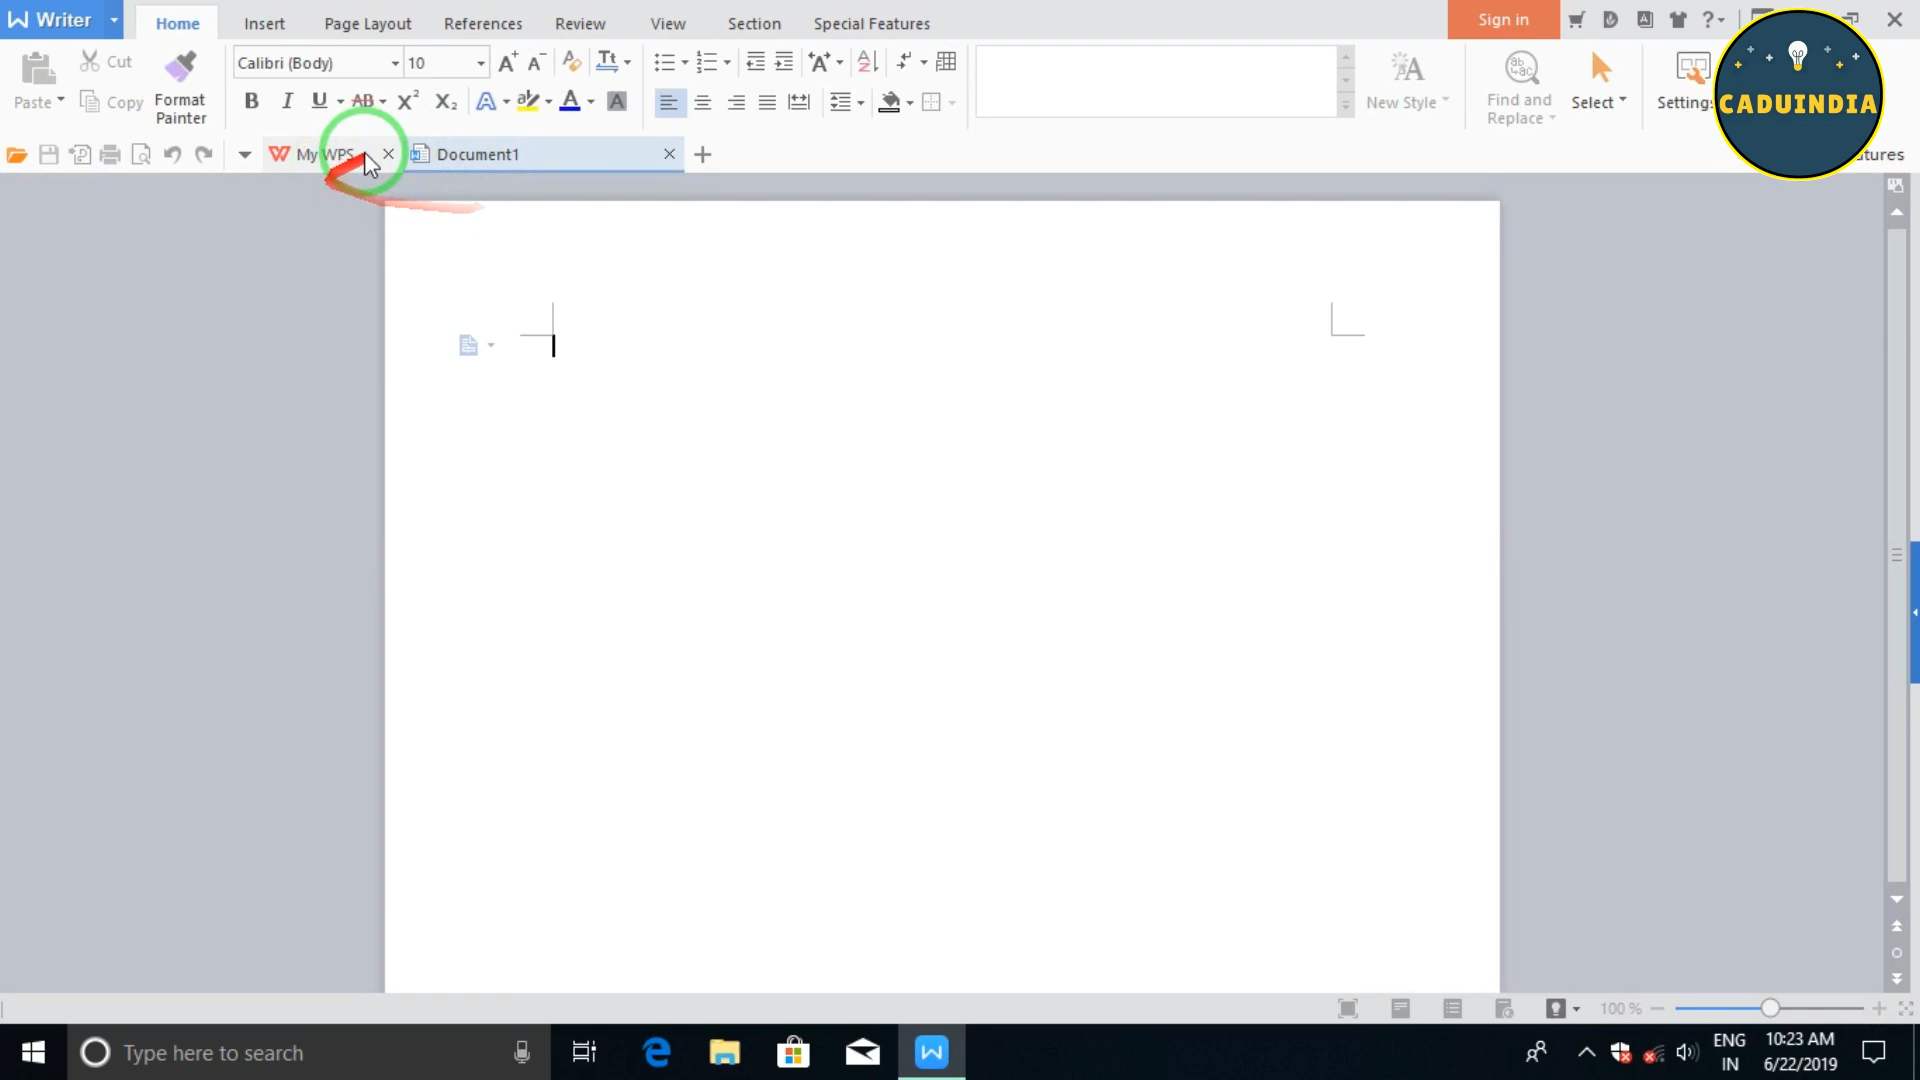 Writer
Home
Insert
Page Layout
References
Review
View
Section
Special Features
Sign in
Paste
Cut
Copy
Format
Painter
Calibri (Body)
10
New Style
Find and
Replace
Select
Settings
CADUINDIA
My WPS
Document1
100 %
Type here to search
ENG
IN
10:23 AM
6/22/2019